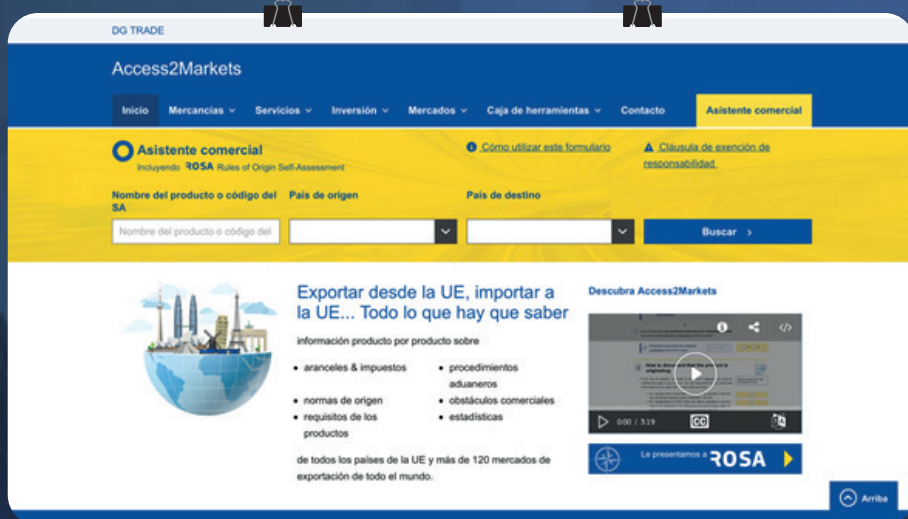 DG TRADE
Access2Markets
Inicio Mercancías Servicios Inversión Mercados Caja de herramientas Contacto Asistente comercial
Asistente comercial
Incluyendo ROSA Rules of Origin Self-Assessment
Cómo utilizar este formulario
Cláusula de exención de
responsabilidad
Nombre del producto o código del
SA
País de origen
País de destino
Nombre del producto o código del
Buscar
Exportar desde la UE, importar a
la UE... Todo lo que hay que saber
información producto por producto sobre
• aranceles & impuestos
• normas de origen
• requisitos de los
productos
• procedimientos
aduaneros
• obstáculos comerciales
• estadísticas
de todos los países de la UE y más de 120 mercados de
exportación de todo el mundo.
Descubra Access2Markets
0:00 / 3:19
CC
Le presentamos a ROSA
Arriba